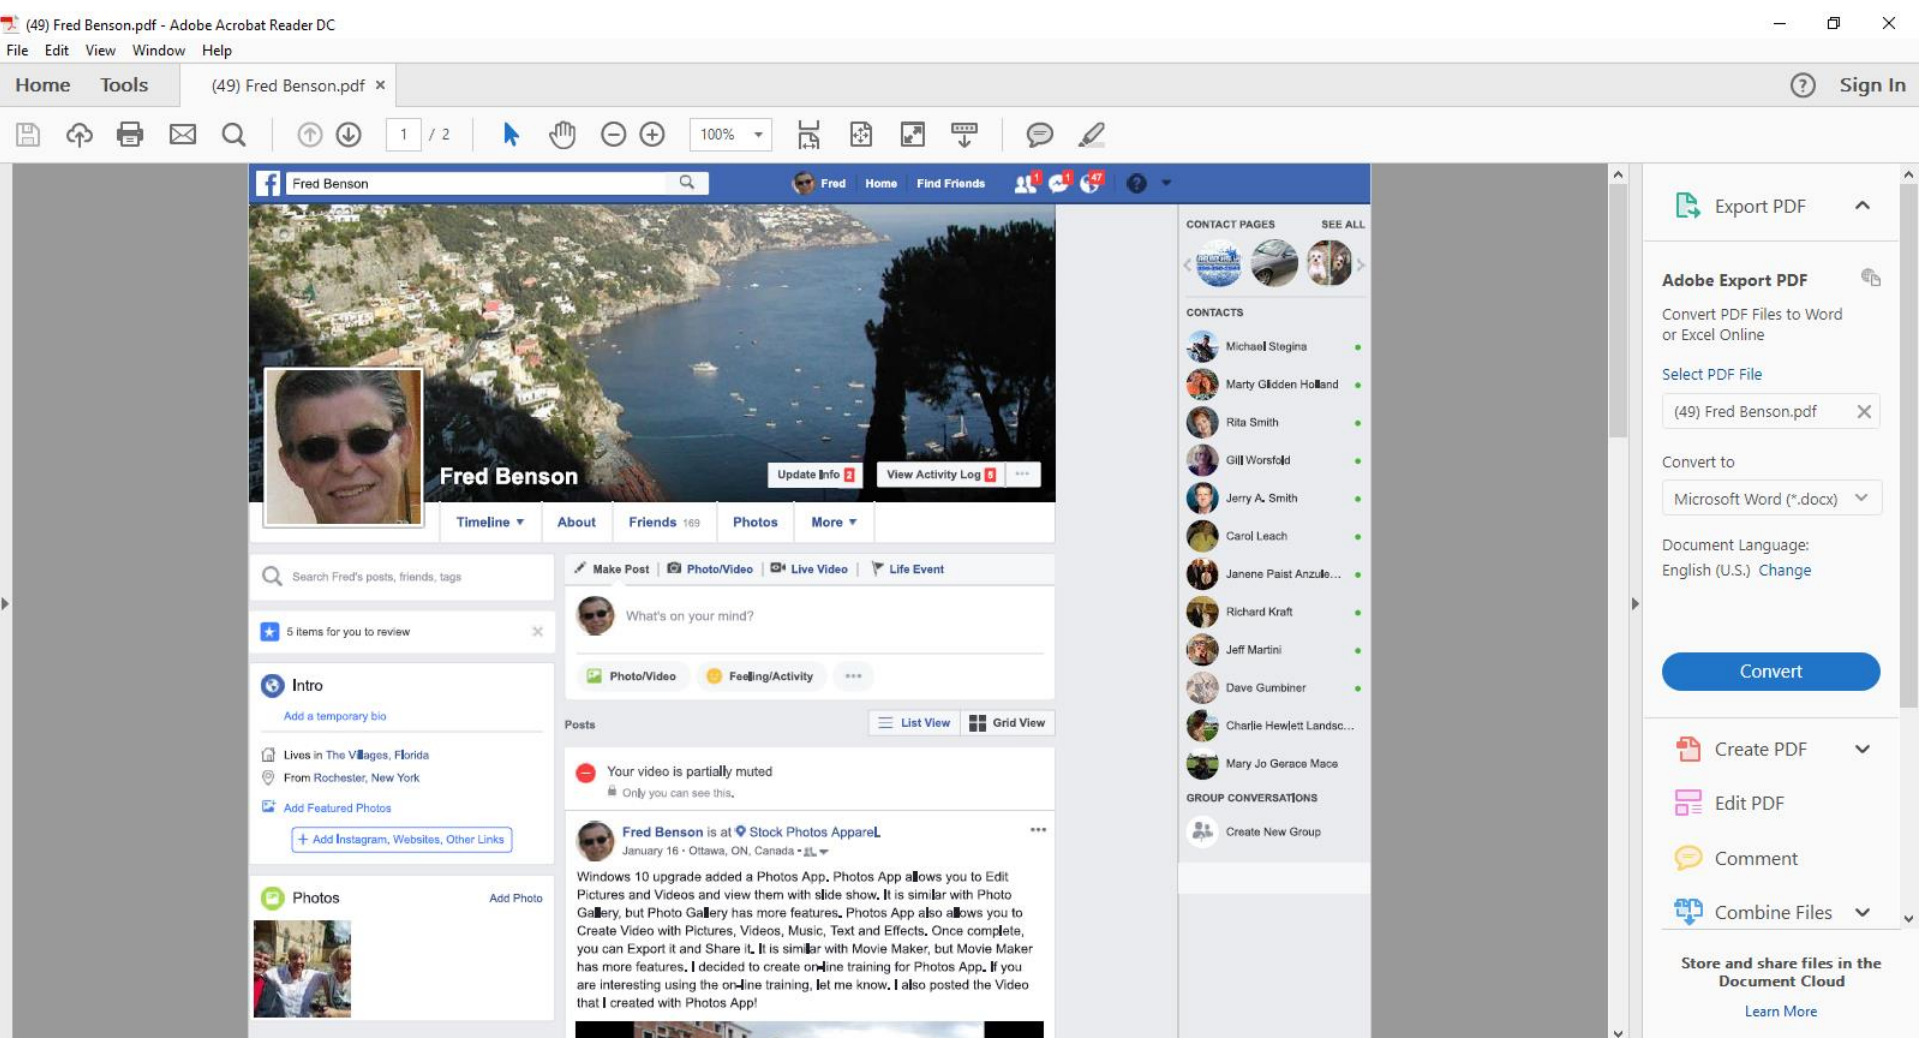 (49) Fred Benson.pdf - Adobe Acrobat Reader DC
File Edit View Window Help
Home Tools (49) Fred Benson.pdf × ? Sign In
1 / 2 100%
Fred Benson Fred Home Find Friends 1 1 47 ?
Fred Benson
Update Info 2 View Activity Log 5 ...
Timeline About Friends 169 Photos More
Search Fred's posts, friends, tags
5 items for you to review
Intro
Add a temporary bio
Lives in The Villages, Florida
From Rochester, New York
Add Featured Photos
+ Add Instagram, Websites, Other Links
Photos Add Photo
Make Post Photo/Video Live Video Life Event
What's on your mind?
Photo/Video Feeling/Activity ...
Posts List View Grid View
Your video is partially muted
Only you can see this.
Fred Benson is at Stock Photos Apparel ...
January 16 · Ottawa, ON, Canada ·
Windows 10 upgrade added a Photos App. Photos App allows you to Edit
Pictures and Videos and view them with slide show. It is similar with Photo
Gallery, but Photo Gallery has more features. Photos App also allows you to
Create Video with Pictures, Videos, Music, Text and Effects. Once complete,
you can Export it and Share it. It is similar with Movie Maker, but Movie Maker
has more features. I decided to create on-line training for Photos App. If you
are interesting using the on-line training, let me know. I also posted the Video
that I created with Photos App!
CONTACT PAGES SEE ALL
CONTACTS
Michael Stegina
Marty Glidden Holland
Rita Smith
Gill Worsfold
Jerry A. Smith
Carol Leach
Janene Paist Anzule...
Richard Kraft
Jeff Martini
Dave Gumbiner
Charlie Hewlett Landsc...
Mary Jo Gerace Mace
GROUP CONVERSATIONS
Create New Group
Export PDF
Adobe Export PDF
Convert PDF Files to Word
or Excel Online
Select PDF File
(49) Fred Benson.pdf
Convert to
Microsoft Word (*.docx)
Document Language:
English (U.S.) Change
Convert
Create PDF
Edit PDF
Comment
Combine Files
Store and share files in the
Document Cloud
Learn More